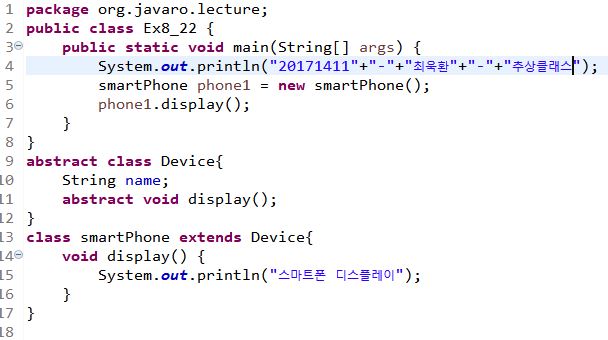 1 package org.javaro.lecture;
2 public class Ex8_22 {
3 public static void main(String[] args) {
4 System.out.println("20171411"+"-"+"최욱환"+"-"+"추상클래스");
5 smartPhone phone1 = new smartPhone();
6 phone1.display();
7 }
8 }
9 abstract class Device{
10 String name;
11 abstract void display();
12 }
13 class smartPhone extends Device{
14 void display() {
15 System.out.println("스마트폰 디스플레이");
16 }
17 }
18